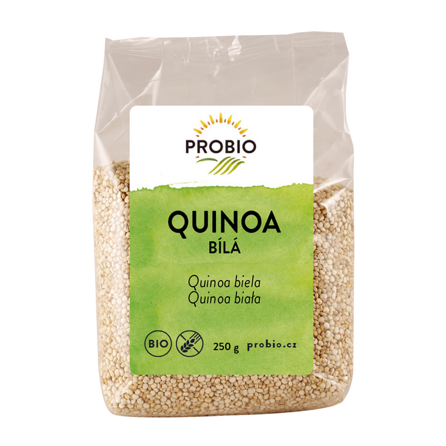 PROBIO
QUINOA
BÍLÁ
Quinoa biela
Quinoa biała
BIO 250 g probio.cz